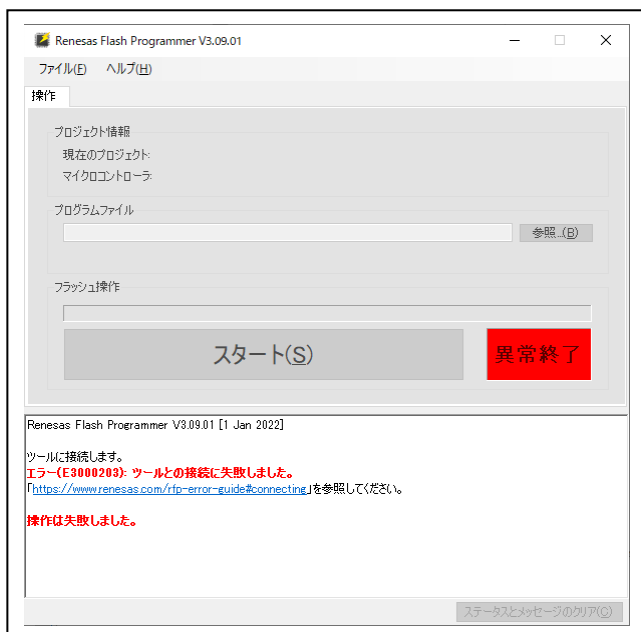 Renesas Flash Programmer V3.09.01
ファイル(F) ヘルプ(H)
操作
プロジェクト情報
現在のプロジェクト:
マイクロコントローラ:
プログラムファイル
参照...(B)
フラッシュ操作
スタート(S)
異常終了
Renesas Flash Programmer V3.09.01 [1 Jan 2022]
ツールに接続します。
エラー(E3000203): ツールとの接続に失敗しました。
「https://www.renesas.com/rfp-error-guide#connecting」を参照してください。
操作は失敗しました。
ステータスとメッセージのクリア(C)